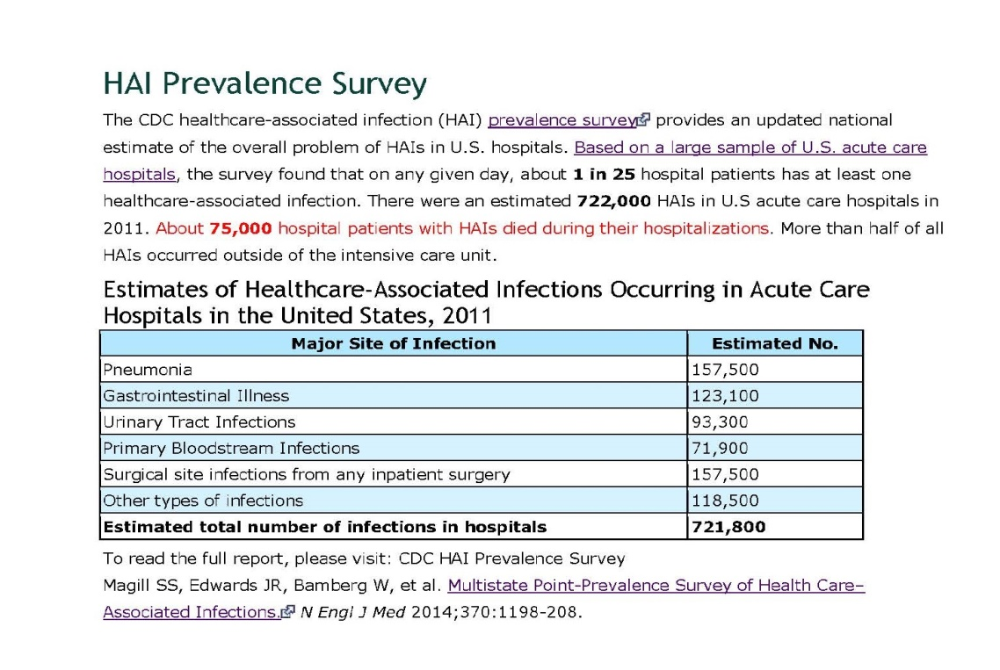 HAI Prevalence Survey
The CDC healthcare-associated infection (HAI) prevalence survey provides an updated national
estimate of the overall problem of HAIs in U.S. hospitals. Based on a large sample of U.S. acute care
hospitals, the survey found that on any given day, about 1 in 25 hospital patients has at least one
healthcare-associated infection. There were an estimated 722,000 HAIs in U.S acute care hospitals in
2011. About 75,000 hospital patients with HAIs died during their hospitalizations. More than half of all
HAIs occurred outside of the intensive care unit.
Estimates of Healthcare-Associated Infections Occurring in Acute Care
Hospitals in the United States, 2011
Major Site of Infection Estimated No.
Pneumonia 157,500
Gastrointestinal Illness 123,100
Urinary Tract Infections 93,300
Primary Bloodstream Infections 71,900
Surgical site infections from any inpatient surgery 157,500
Other types of infections 118,500
Estimated total number of infections in hospitals 721,800
To read the full report, please visit: CDC HAI Prevalence Survey
Magill SS, Edwards JR, Bamberg W, et al. Multistate Point-Prevalence Survey of Health Care–
Associated Infections. N Engl J Med 2014;370:1198-208.